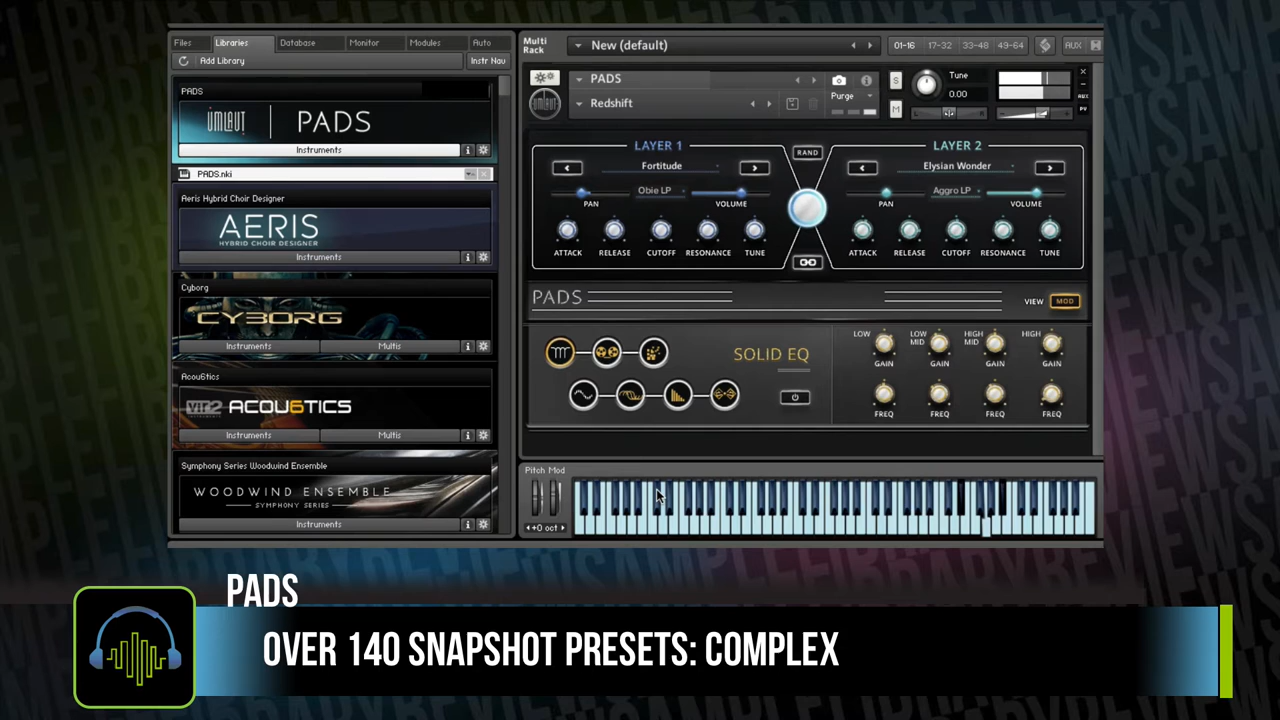 Files Libraries Database Monitor Modules Auto
Add Library Instr Nav
PADS
ÜMLAUT | PADS
Instruments
PADS.nki
Aeris Hybrid Choir Designer
AERIS
HYBRID CHOIR DESIGNER
Instruments
Cyborg
CYBORG
Instruments Multis
Acou6tics
VIR2 ACOU6TICS
Instruments Multis
Symphony Series Woodwind Ensemble
WOODWIND ENSEMBLE
SYMPHONY SERIES
Instruments
Multi Rack
New (default)
01-16 17-32 33-48 49-64 AUX
PADS
Redshift
Purge
S
M
Tune
0.00
L R
AUX
PV
LAYER 1
Fortitude
Obie LP
PAN VOLUME
ATTACK RELEASE CUTOFF RESONANCE TUNE
RAND
LAYER 2
Elysian Wonder
Aggro LP
PAN VOLUME
ATTACK RELEASE CUTOFF RESONANCE TUNE
PADS
VIEW MOD
SOLID EQ
LOW LOW MID HIGH MID HIGH
GAIN GAIN GAIN GAIN
FREQ FREQ FREQ FREQ
Pitch Mod
+0 oct
PADS
OVER 140 SNAPSHOT PRESETS: COMPLEX